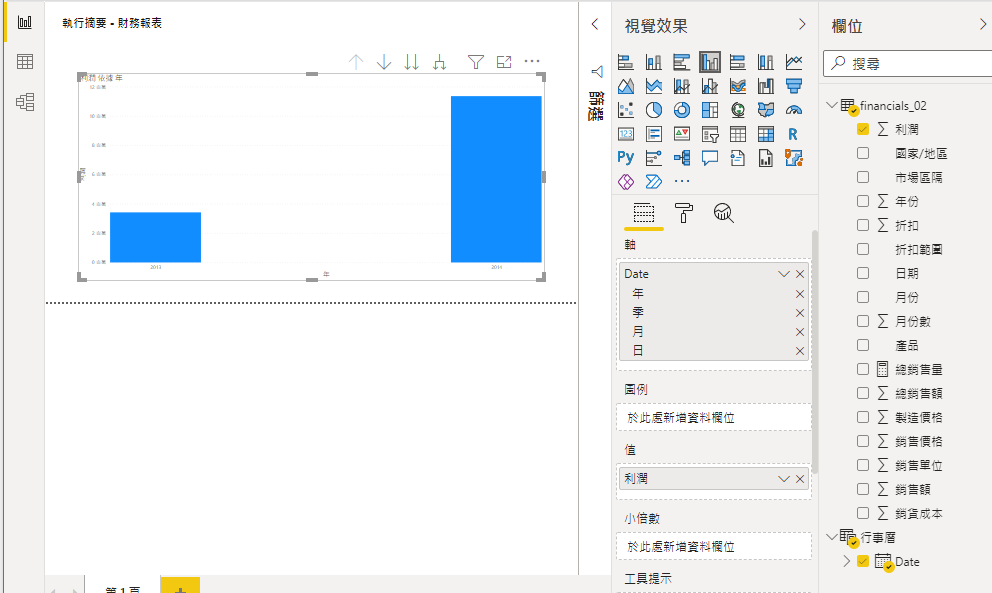 執行摘要 - 財務報表
利潤 依據 年
12 百萬
10 百萬
8 百萬
6 百萬
4 百萬
2 百萬
0 百萬
利潤
2013
2014
年
篩選
視覺效果
123
R
Py
軸
Date
年
季
月
日
圖例
於此處新增資料欄位
值
利潤
小倍數
於此處新增資料欄位
工具提示
欄位
搜尋
financials_02
利潤
國家/地區
市場區隔
年份
折扣
折扣範圍
日期
月份
月份數
產品
總銷售量
總銷售額
製造價格
銷售價格
銷售單位
銷售額
銷貨成本
行事曆
Date
第 1 頁